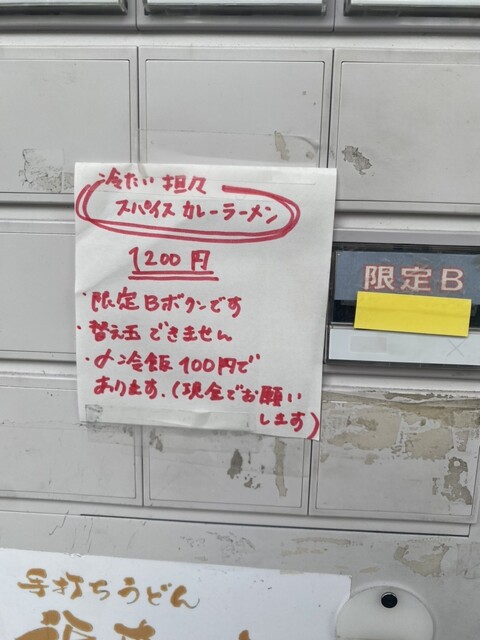 冷たい担々
スパイスカレーラーメン
1200円
・限定Bボタンです
・替え玉できません
・〆冷飯100円で
あります。(現金でお願い
します)
限定B
手打ちうどん